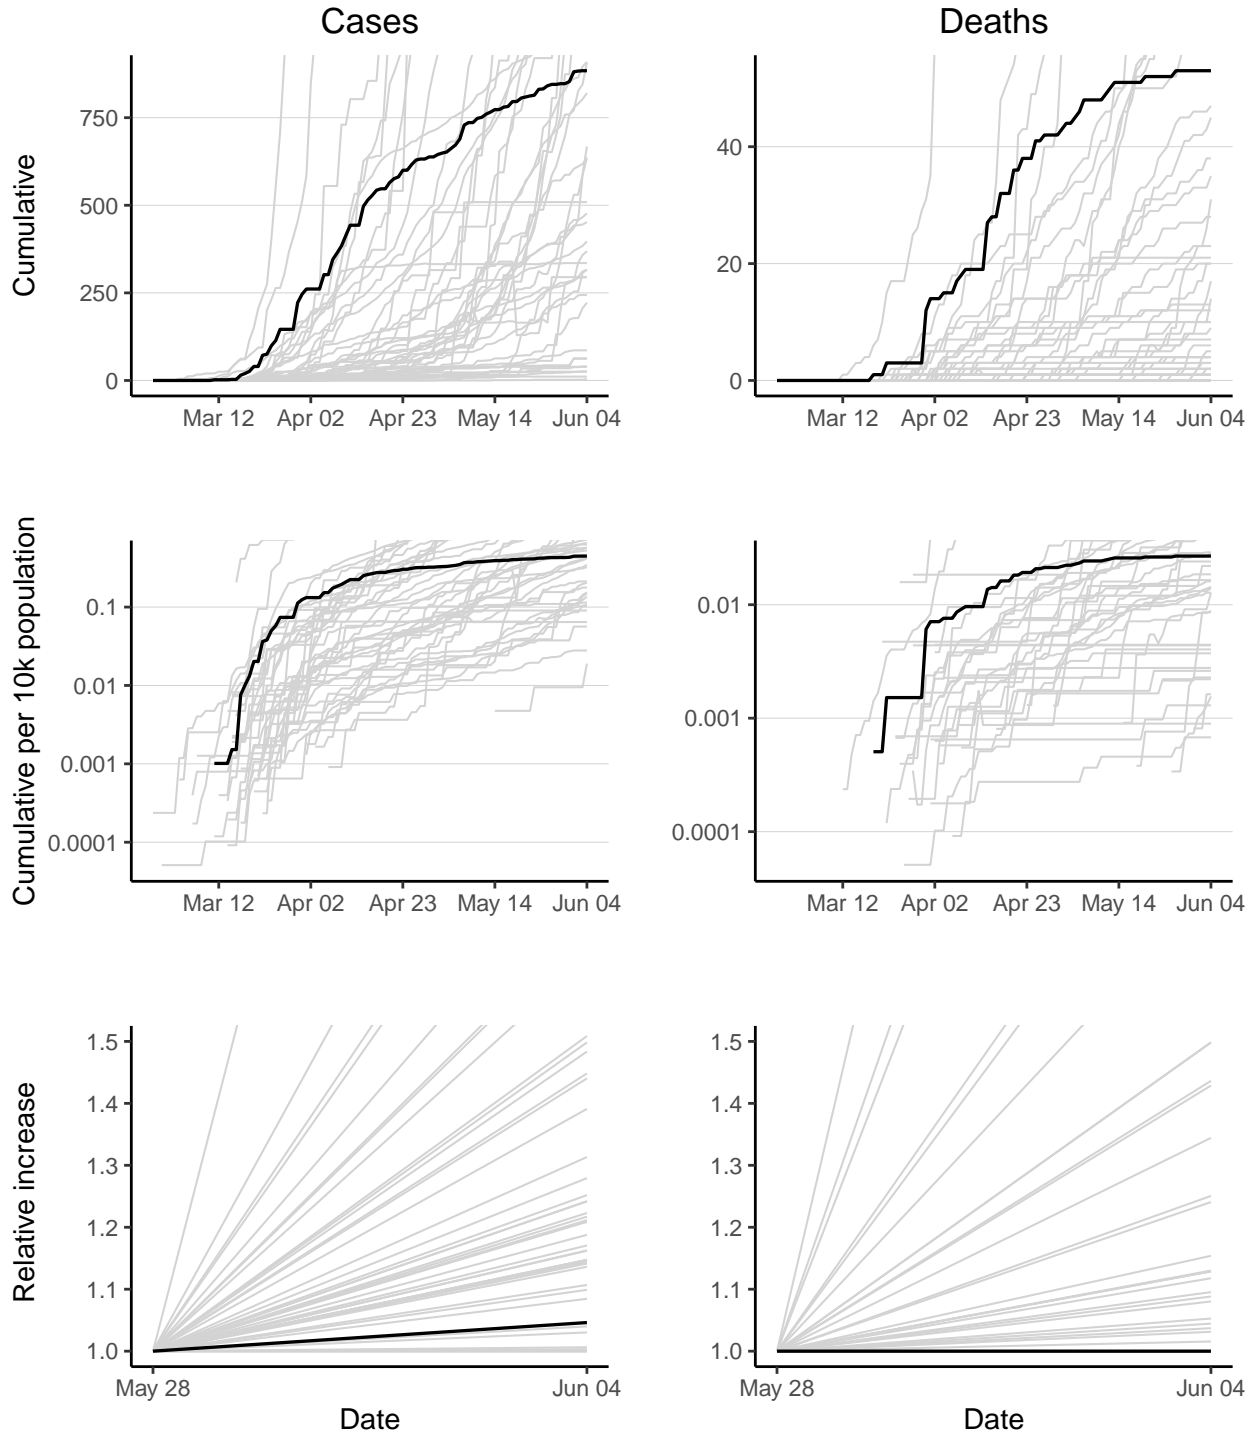 Cases
Deaths
Cumulative
750
500
250
0
Mar 12 Apr 02 Apr 23 May 14 Jun 04
40
20
0
Mar 12 Apr 02 Apr 23 May 14 Jun 04
Cumulative per 10k population
0.1
0.01
0.001
0.0001
Mar 12 Apr 02 Apr 23 May 14 Jun 04
0.01
0.001
0.0001
Mar 12 Apr 02 Apr 23 May 14 Jun 04
Relative increase
1.5
1.4
1.3
1.2
1.1
1.0
May 28 Jun 04
Date
1.5
1.4
1.3
1.2
1.1
1.0
May 28 Jun 04
Date